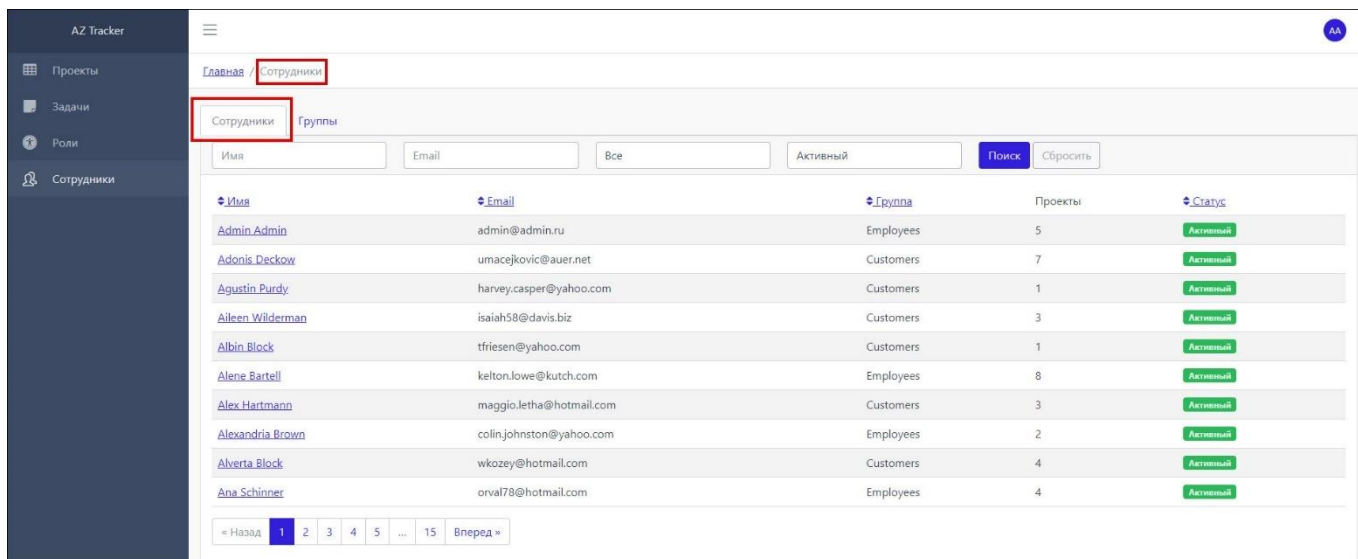 AZ Tracker
AA
Проекты
Задачи
Роли
Сотрудники
Главная / Сотрудники
Сотрудники Группы
Имя Email Все Активный Поиск Сбросить
Имя Email Группа Проекты Статус
Admin Admin admin@admin.ru Employees 5 Активный
Adonis Deckow umacejkovic@auer.net Customers 7 Активный
Agustin Purdy harvey.casper@yahoo.com Customers 1 Активный
Aileen Wilderman isaiah58@davis.biz Customers 3 Активный
Albin Block tfriesen@yahoo.com Customers 1 Активный
Alene Bartell kelton.lowe@kutch.com Employees 8 Активный
Alex Hartmann maggio.letha@hotmail.com Customers 3 Активный
Alexandria Brown colin.johnston@yahoo.com Employees 2 Активный
Alverta Block wkozey@hotmail.com Customers 4 Активный
Ana Schinner orval78@hotmail.com Employees 4 Активный
« Назад 1 2 3 4 5 ... 15 Вперед »